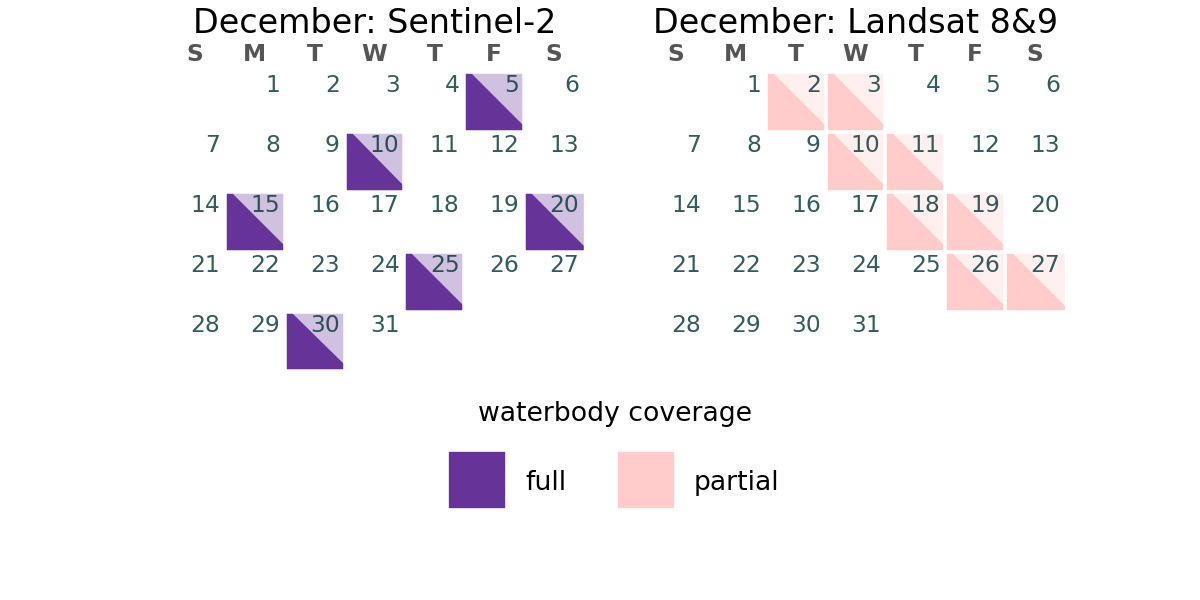 December: Sentinel-2
S M T W T F S
1 2 3 4 5 6
7 8 9 10 11 12 13
14 15 16 17 18 19 20
21 22 23 24 25 26 27
28 29 30 31
December: Landsat 8&9
S M T W T F S
1 2 3 4 5 6
7 8 9 10 11 12 13
14 15 16 17 18 19 20
21 22 23 24 25 26 27
28 29 30 31
waterbody coverage
full partial